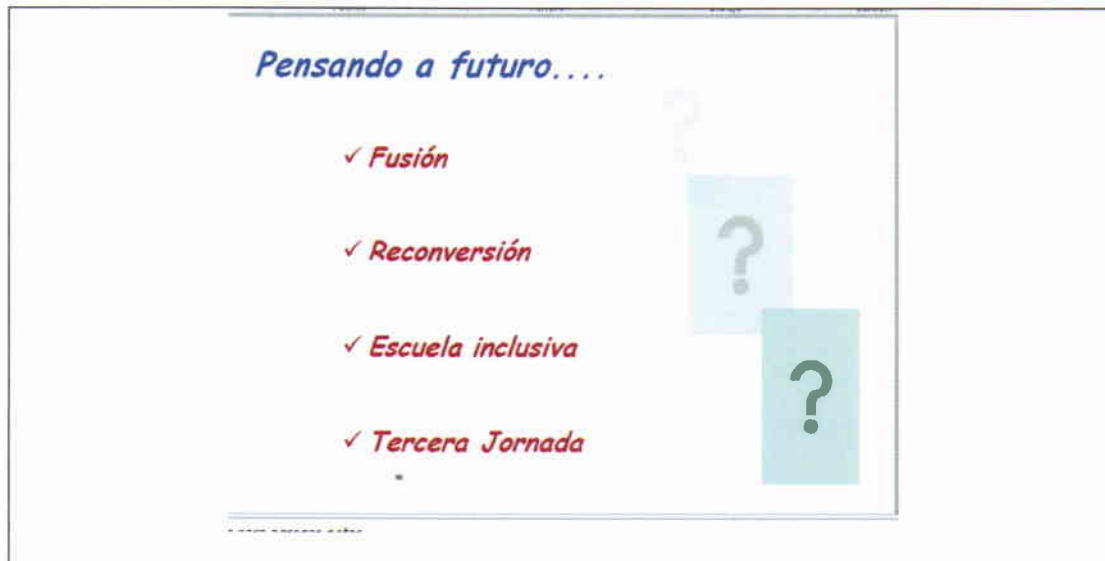 Pensando a futuro....
✓ Fusión
✓ Reconversión
✓ Escuela inclusiva
✓ Tercera Jornada
?
?
?